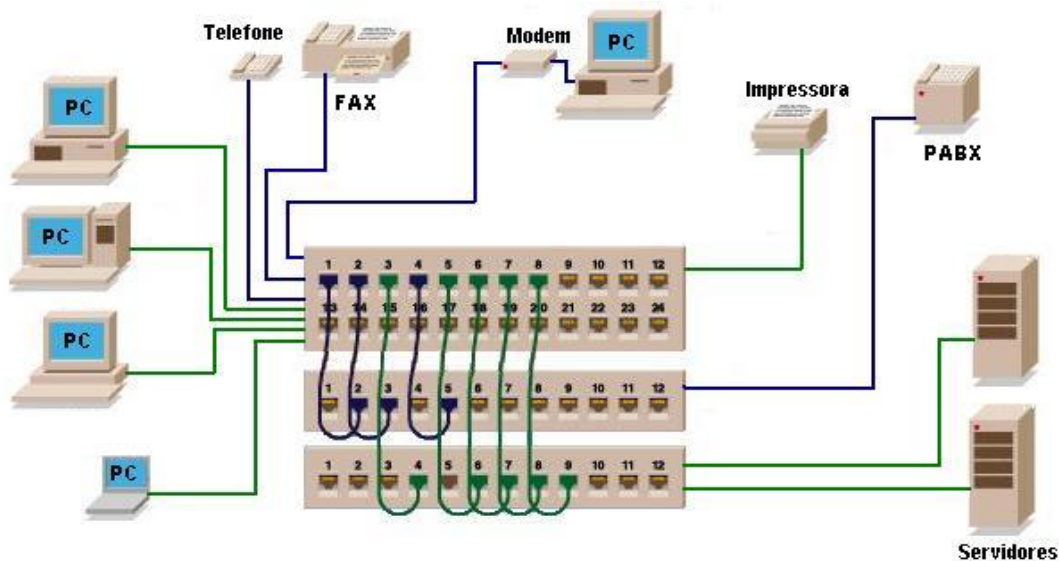 Telefone
FAX
Modem
PC
Impressora
PABX
PC
PC
PC
PC
1 2 3 4 5 6 7 8 9 10 11 12
13 14 15 16 17 18 19 20 21 22 23 24
1 2 3 4 5 6 7 8 9 10 11 12
1 2 3 4 5 6 7 8 9 10 11 12
Servidores